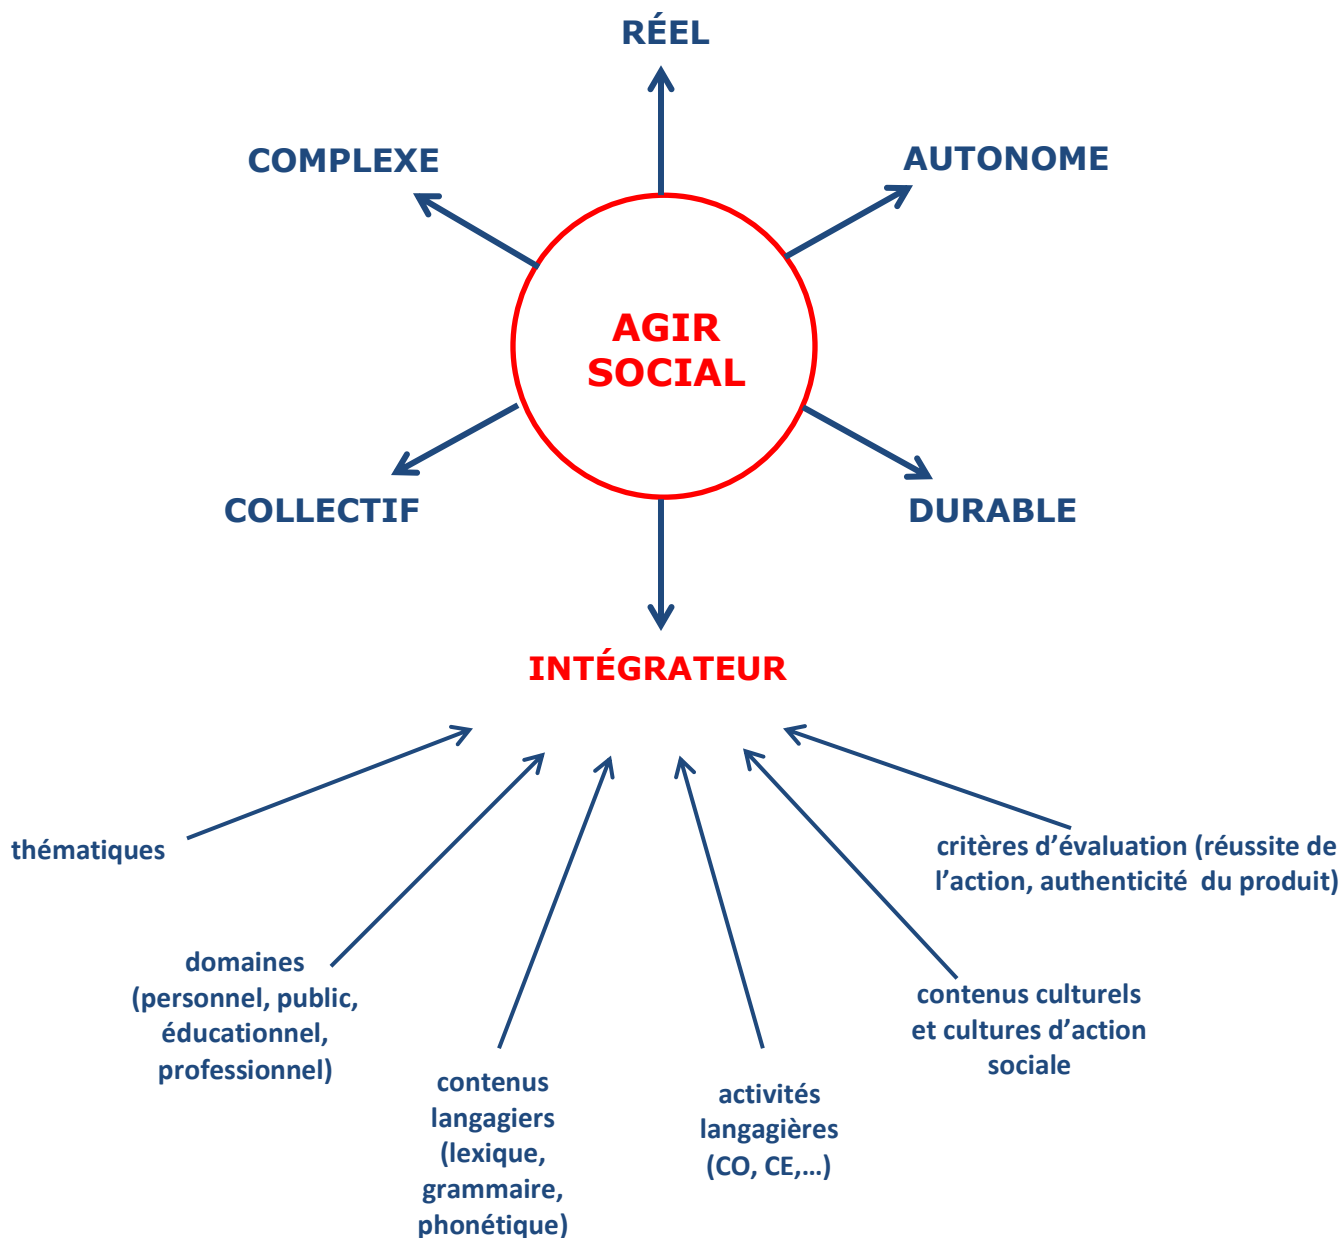 RÉEL
COMPLEXE
AUTONOME
AGIR
SOCIAL
COLLECTIF
DURABLE
INTÉGRATEUR
thématiques
critères d’évaluation (réussite de
l’action, authenticité du produit)
domaines
(personnel, public,
éducationnel,
professionnel)
contenus culturels
et cultures d’action
sociale
contenus
langagiers
(lexique,
grammaire,
phonétique)
activités
langagières
(CO, CE,…)